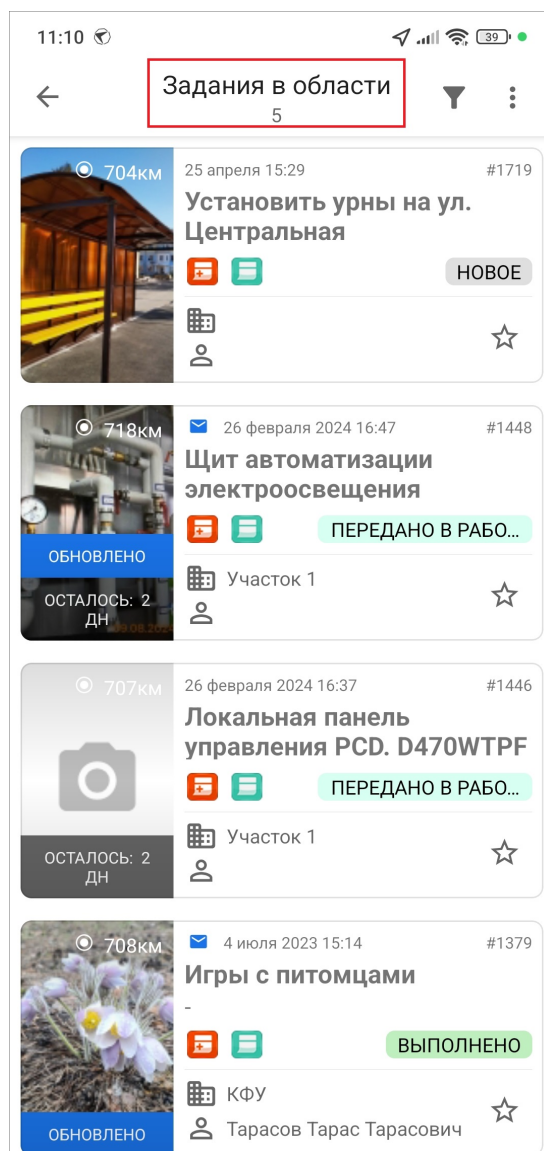 11:10
39
Задания в области
5
704км
25 апреля 15:29
#1719
Установить урны на ул.
Центральная
НОВОЕ
718км
26 февраля 2024 16:47
#1448
Щит автоматизации
электроосвещения
ПЕРЕДАНО В РАБО...
ОБНОВЛЕНО
Участок 1
ОСТАЛОСЬ: 2
ДН
09.08.202
707км
26 февраля 2024 16:37
#1446
Локальная панель
управления PCD. D470WTPF
ПЕРЕДАНО В РАБО...
Участок 1
ОСТАЛОСЬ: 2
ДН
708км
4 июля 2023 15:14
#1379
Игры с питомцами
-
ВЫПОЛНЕНО
КФУ
ОБНОВЛЕНО
Тарасов Тарас Тарасович